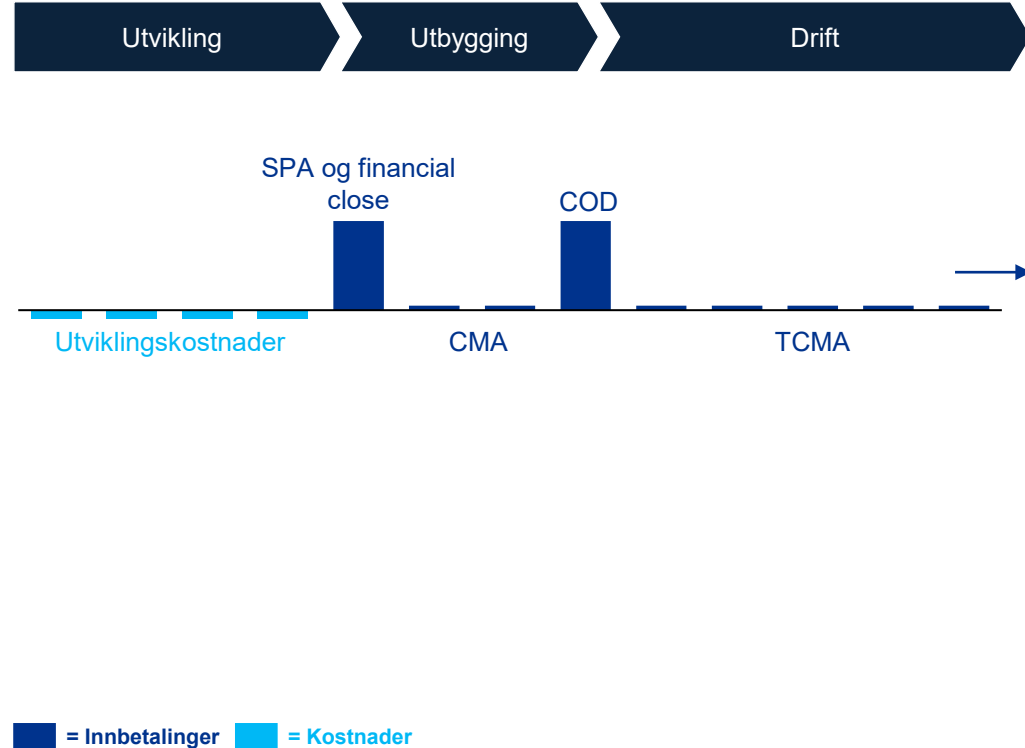 Utvikling
Utbygging
Drift
SPA og financial
close
COD
Utviklingskostnader
CMA
TCMA
= Innbetalinger
= Kostnader